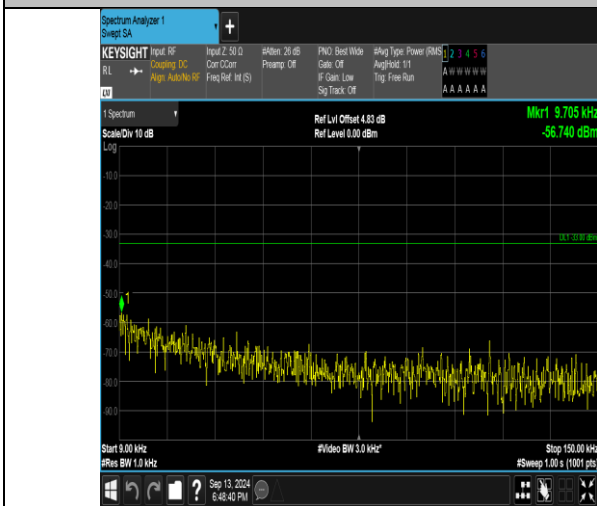 Spectrum Analyzer 1
Swept SA
+
KEYSIGHT
RL
Input: RF
Coupling: DC
Align: Auto/No RF
Input Z: 50 Ω
Corr CCorr
Freq Ref: Int (S)
#Atten: 26 dB
Preamp: Off
PNO: Best Wide
Gate: Off
IF Gain: Low
Sig Track: Off
#Avg Type: Power (RMS
Avg|Hold: 1/1
Trig: Free Run
1 2 3 4 5 6
A W W W W W
A A A A A A
LXI
1 Spectrum
Scale/Div 10 dB
Log
Ref Lvl Offset 4.83 dB
Ref Level 0.00 dBm
Mkr1 9.705 kHz
-56.740 dBm
-10.0
-20.0
-30.0
DL1 -33.00 dBm
-40.0
-50.0
1
-60.0
-70.0
-80.0
-90.0
Start 9.00 kHz
#Res BW 1.0 kHz
#Video BW 3.0 kHz*
Stop 150.00 kHz
#Sweep 1.00 s (1001 pts)
?
Sep 13, 2024
6:48:40 PM